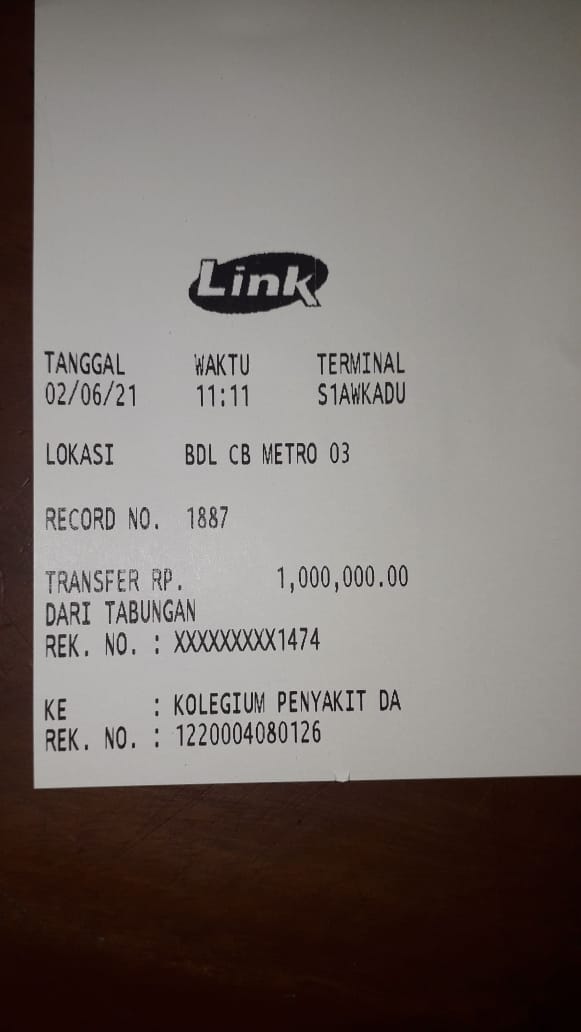 Link
TANGGAL WAKTU TERMINAL
02/06/21 11:11 S1AWKADU
LOKASI BDL CB METRO 03
RECORD NO. 1887
TRANSFER RP. 1,000,000.00
DARI TABUNGAN
REK. NO. : XXXXXXXXX1474
KE : KOLEGIUM PENYAKIT DA
REK. NO. : 1220004080126